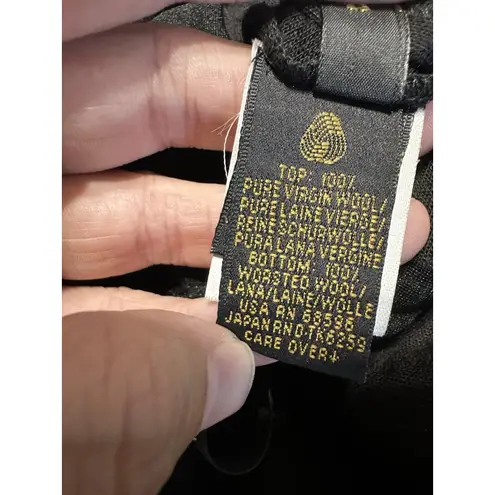 TOP: 100%
PURE VIRGIN WOOL/
PURE LAINE VIERGE/
REINE SCHURWOLLE/
PURA LANA VERGINE
BOTTOM: 100%
WORSTED WOOL/
LANA/LAINE/WOLLE
USA RN 68596
JAPAN RNO-TK6259
CARE OVER↓